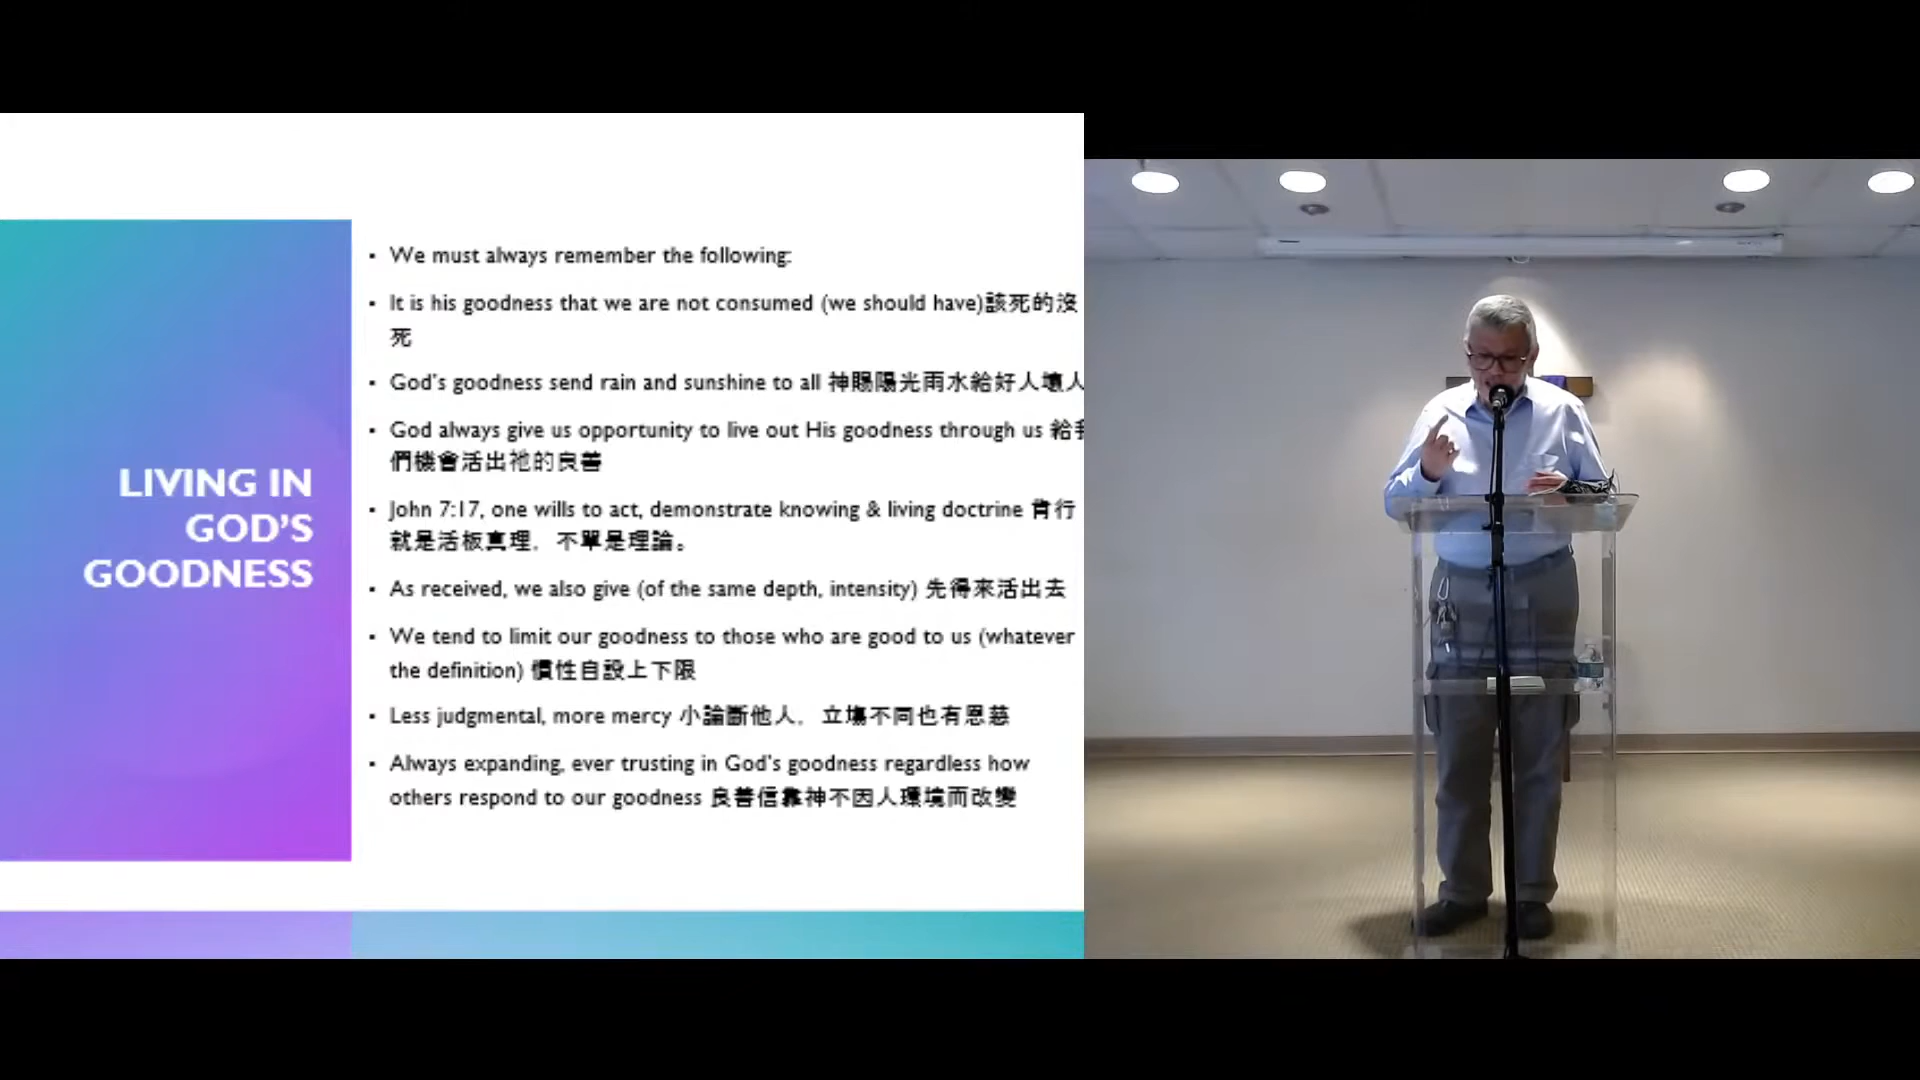 LIVING IN
GOD'S
GOODNESS
We must always remember the following:
It is his goodness that we are not consumed (we should have)該死的沒
死
God's goodness send rain and sunshine to all 神賜陽光雨水給好人壞人
God always give us opportunity to live out His goodness through us 給我
們機會活出祂的良善
John 7:17, one wills to act, demonstrate knowing & living doctrine 肯行
就是活板真理，不單是理論。
As received, we also give (of the same depth, intensity) 先得來活出去
We tend to limit our goodness to those who are good to us (whatever
the definition) 慣性自設上下限
Less judgmental, more mercy 小論斷他人，立場不同也有恩慈
Always expanding, ever trusting in God's goodness regardless how
others respond to our goodness 良善信靠神不因人環境而改變